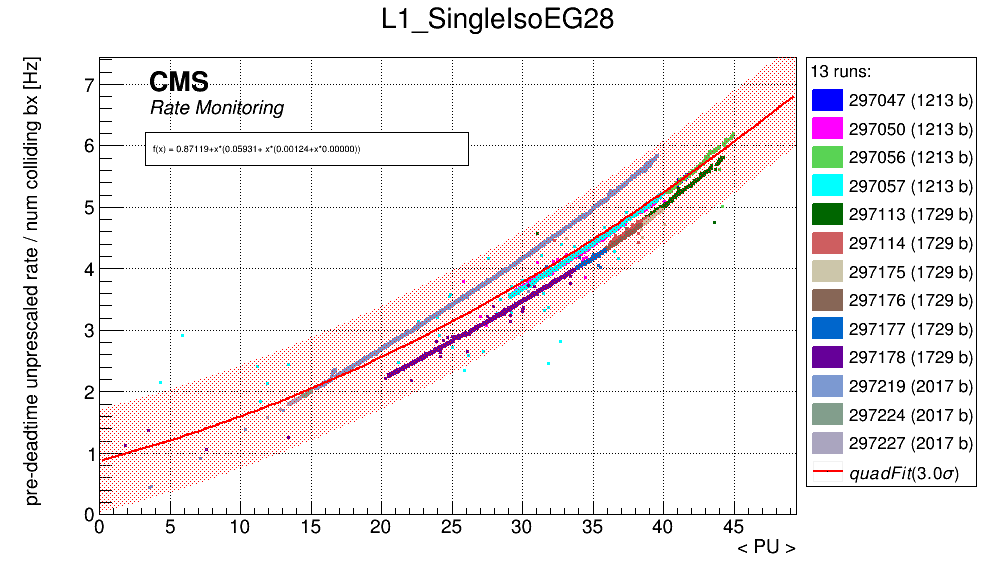 L1_SingleIsoEG28
pre-deadtime unprescaled rate / num colliding bx [Hz]
CMS
Rate Monitoring
f(x) = 0.87119+x*(0.05931+ x*(0.00124+x*0.00000))
7
6
5
4
3
2
1
0
0 5 10 15 20 25 30 35 40 45
< PU >
13 runs:
297047 (1213 b)
297050 (1213 b)
297056 (1213 b)
297057 (1213 b)
297113 (1729 b)
297114 (1729 b)
297175 (1729 b)
297176 (1729 b)
297177 (1729 b)
297178 (1729 b)
297219 (2017 b)
297224 (2017 b)
297227 (2017 b)
quadFit(3.0σ)